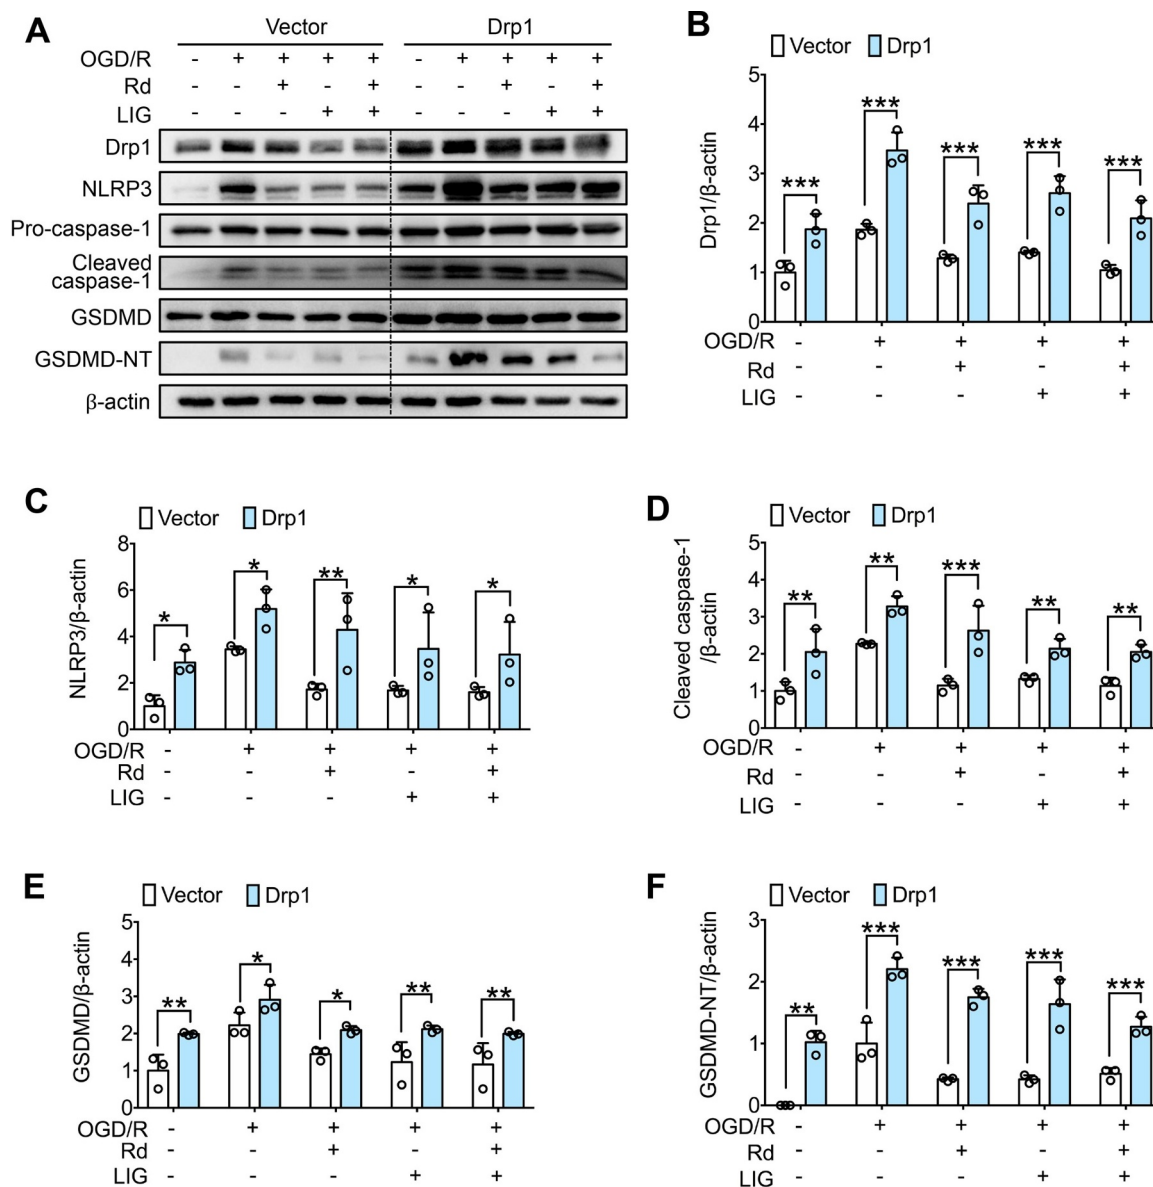 A
Vector Drp1
OGD/R - + + + + - + + + +
Rd - - + - + - - + - +
LIG - - - + + - - - + +
Drp1
NLRP3
Pro-caspase-1
Cleaved
caspase-1
GSDMD
GSDMD-NT
β-actin
B
Vector Drp1
Drp1/β-actin
5
4
3
2
1
0
*** *** *** *** ***
OGD/R - + + + +
Rd - - + - +
LIG - - - + +
C
Vector Drp1
NLRP3/β-actin
8
6
4
2
0
* * ** * *
OGD/R - + + + +
Rd - - + - +
LIG - - - + +
D
Vector Drp1
Cleaved caspase-1
/β-actin
5
4
3
2
1
0
** ** *** ** **
OGD/R - + + + +
Rd - - + - +
LIG - - - + +
E
Vector Drp1
GSDMD/β-actin
5
4
3
2
1
0
** * * ** **
OGD/R - + + + +
Rd - - + - +
LIG - - - + +
F
Vector Drp1
GSDMD-NT/β-actin
3
2
1
0
** *** *** *** ***
OGD/R - + + + +
Rd - - + - +
LIG - - - + +